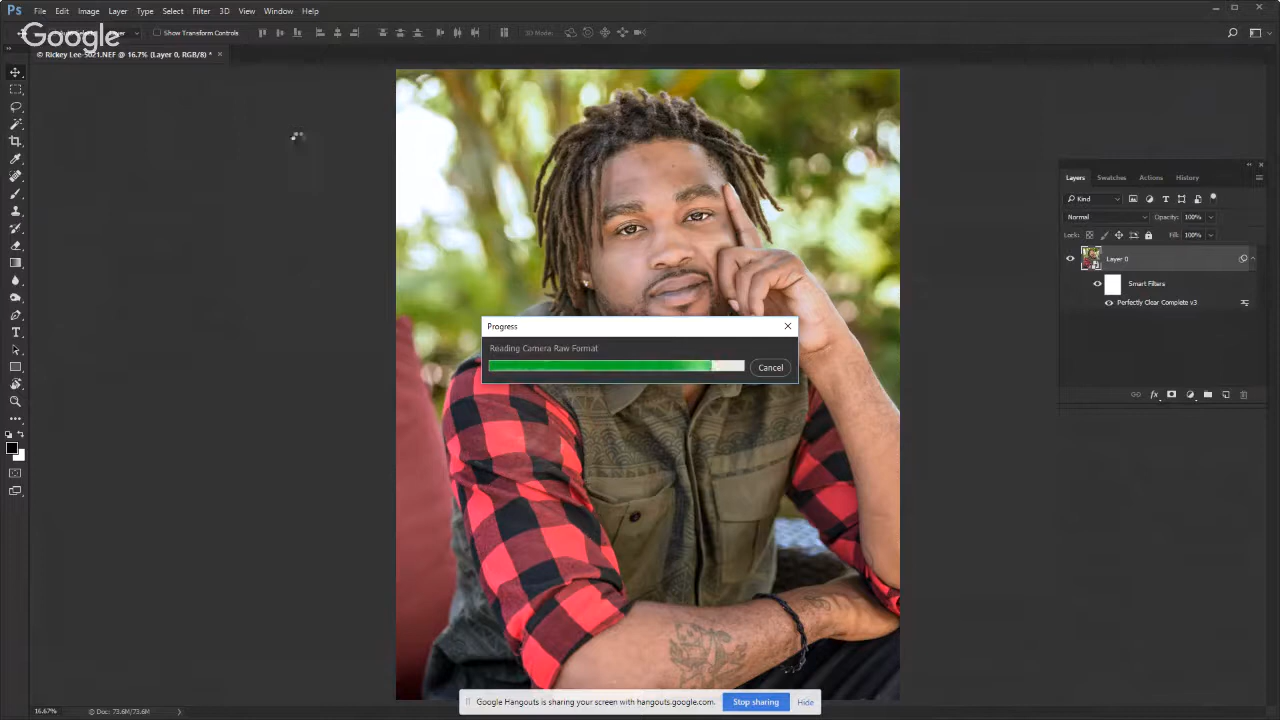 Ps File Edit Image Layer Type Select Filter 3D View Window Help
Google Show Transform Controls 3D Mode:
© Rickey Lee-5021.NEF @ 16.7% (Layer 0, RGB/8) * ×
Layers Swatches Actions History
Kind
Normal Opacity: 100%
Lock: Fill: 100%
Layer 0
Smart Filters
Perfectly Clear Complete v3
fx
Progress
Reading Camera Raw Format
Cancel
Google Hangouts is sharing your screen with hangouts.google.com. Stop sharing Hide
16.67% Doc: 73.6M/73.6M